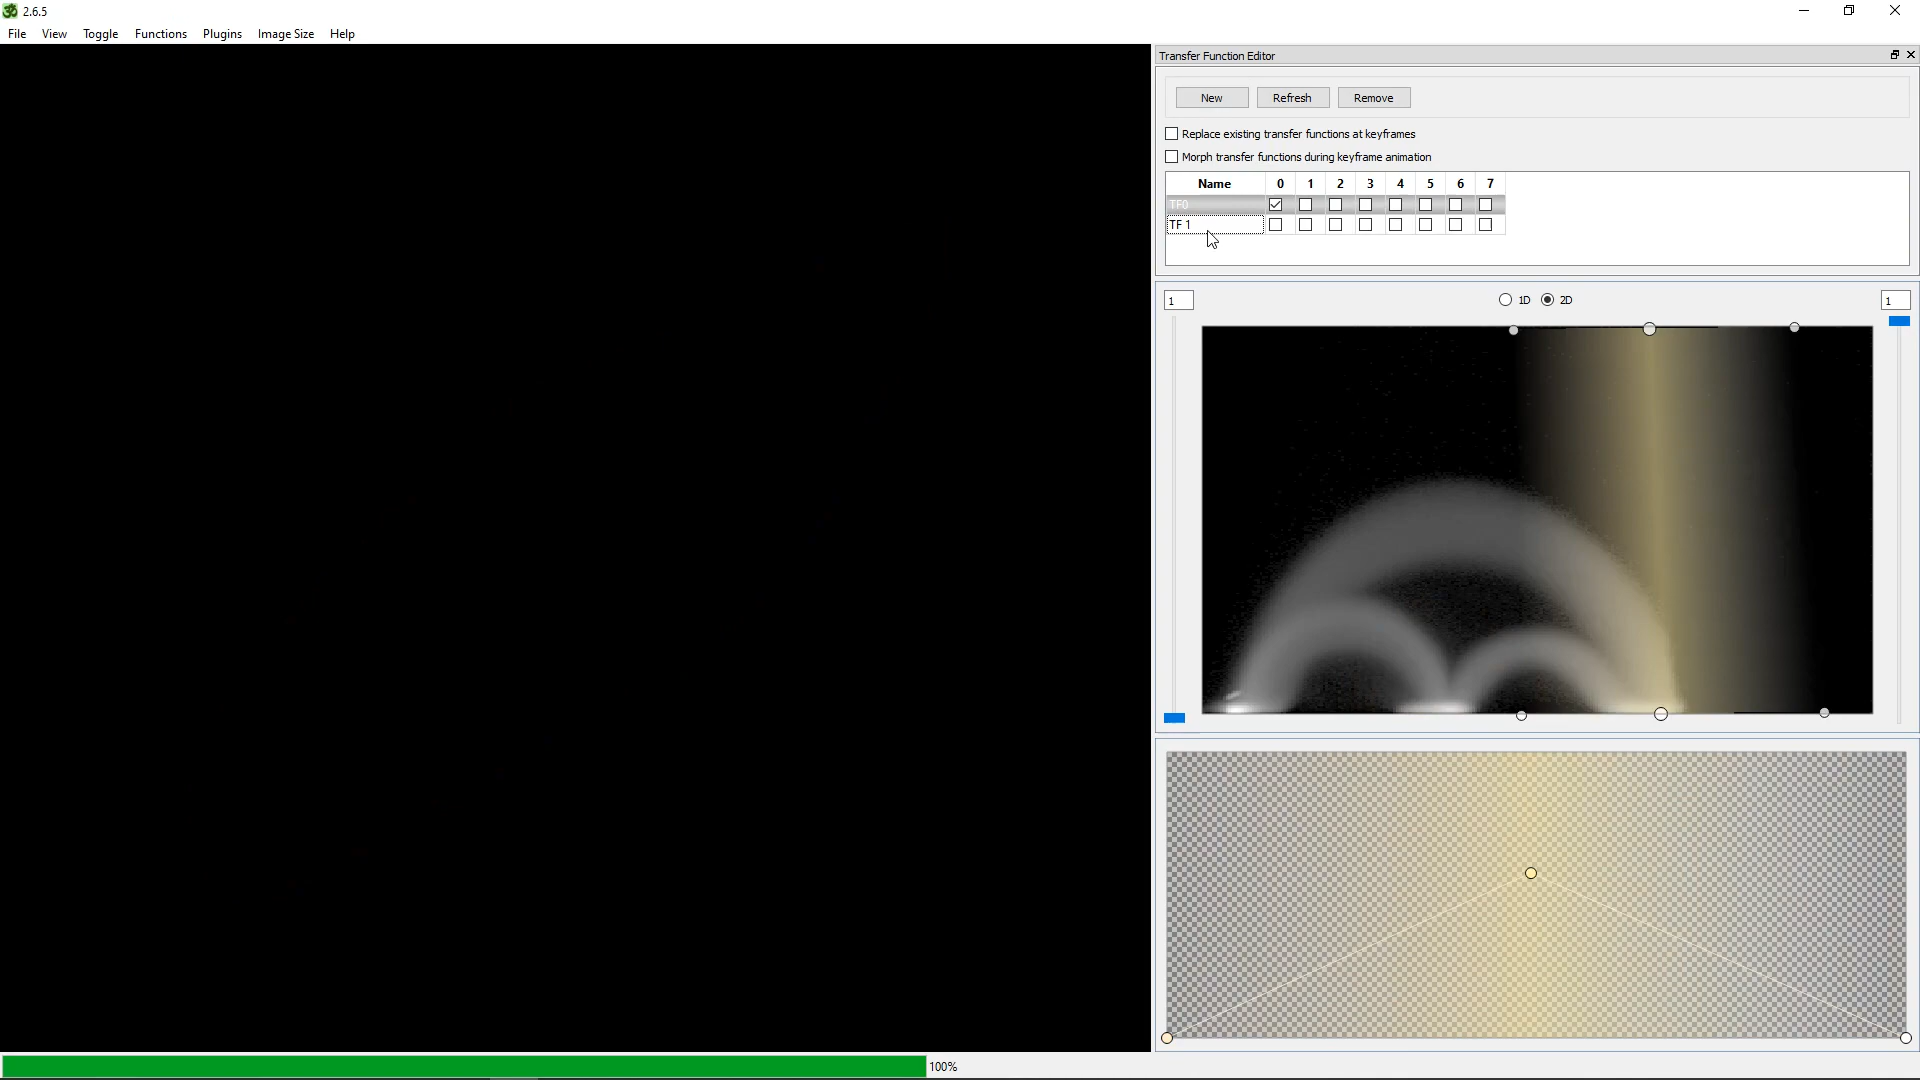 2.6.5
File View Toggle Functions Plugins Image Size Help
Transfer Function Editor
New Refresh Remove
Replace existing transfer functions at keyframes
Morph transfer functions during keyframe animation
Name 0 1 2 3 4 5 6 7
TF0
TF 1
1 1D 2D 1
100%